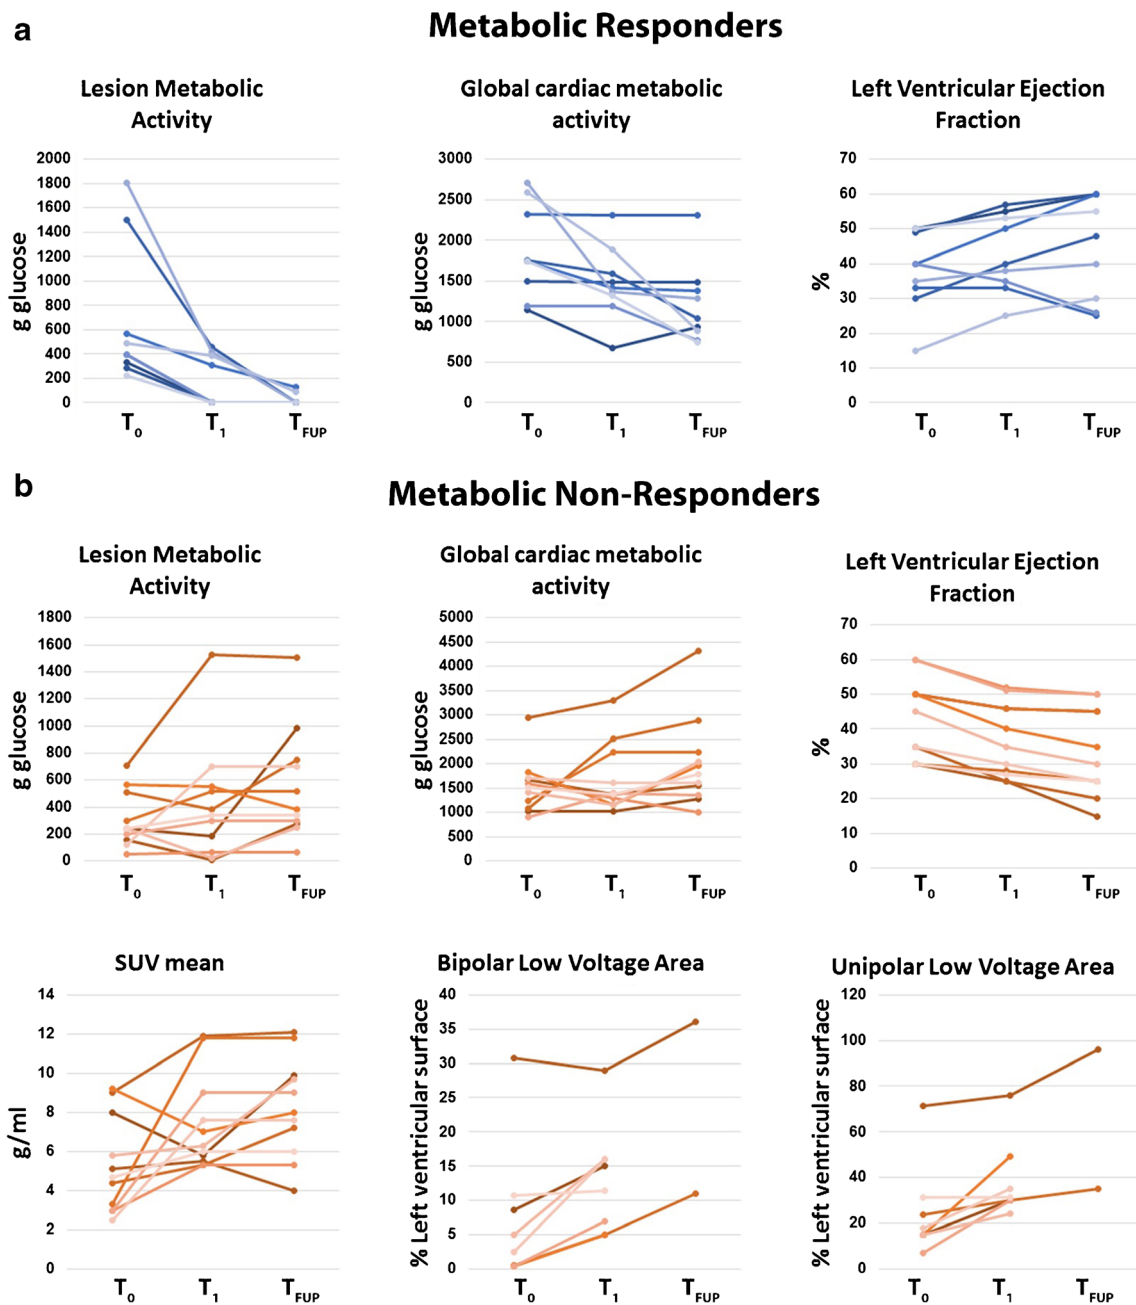 a
Metabolic Responders
Lesion Metabolic
Activity
g glucose
2000
1800
1600
1400
1200
1000
800
600
400
200
0
T0 T1 TFUP
Global cardiac metabolic
activity
g glucose
3000
2500
2000
1500
1000
500
0
T0 T1 TFUP
Left Ventricular Ejection
Fraction
%
70
60
50
40
30
20
10
0
T0 T1 TFUP
b
Metabolic Non-Responders
Lesion Metabolic
Activity
g glucose
1800
1600
1400
1200
1000
800
600
400
200
0
T0 T1 TFUP
Global cardiac metabolic
activity
g glucose
5000
4500
4000
3500
3000
2500
2000
1500
1000
500
0
T0 T1 TFUP
Left Ventricular Ejection
Fraction
%
70
60
50
40
30
20
10
0
T0 T1 TFUP
SUV mean
g/ml
14
12
10
8
6
4
2
0
T0 T1 TFUP
Bipolar Low Voltage Area
% Left ventricular surface
40
35
30
25
20
15
10
5
0
T0 T1 TFUP
Unipolar Low Voltage Area
% Left ventricular surface
120
100
80
60
40
20
0
T0 T1 TFUP